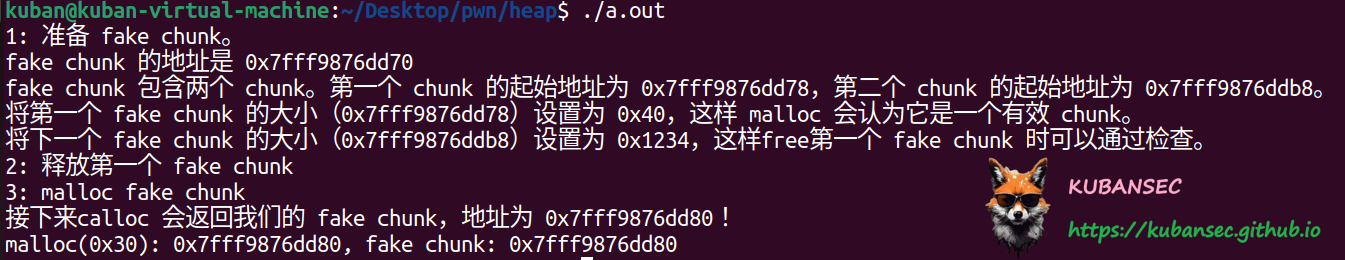 kuban@kuban-virtual-machine:~/Desktop/pwn/heap$ ./a.out
1: 准备 fake chunk。
fake chunk 的地址是 0x7fff9876dd70
fake chunk 包含两个 chunk。第一个 chunk 的起始地址为 0x7fff9876dd78，第二个 chunk 的起始地址为 0x7fff9876ddb8。
将第一个 fake chunk 的大小（0x7fff9876dd78）设置为 0x40，这样 malloc 会认为它是一个有效 chunk。
将下一个 fake chunk 的大小（0x7fff9876ddb8）设置为 0x1234，这样free第一个 fake chunk 时可以通过检查。
2: 释放第一个 fake chunk
3: malloc fake chunk
接下来calloc 会返回我们的 fake chunk，地址为 0x7fff9876dd80！
malloc(0x30): 0x7fff9876dd80, fake chunk: 0x7fff9876dd80
KUBANSEC
https://kubansec.github.io